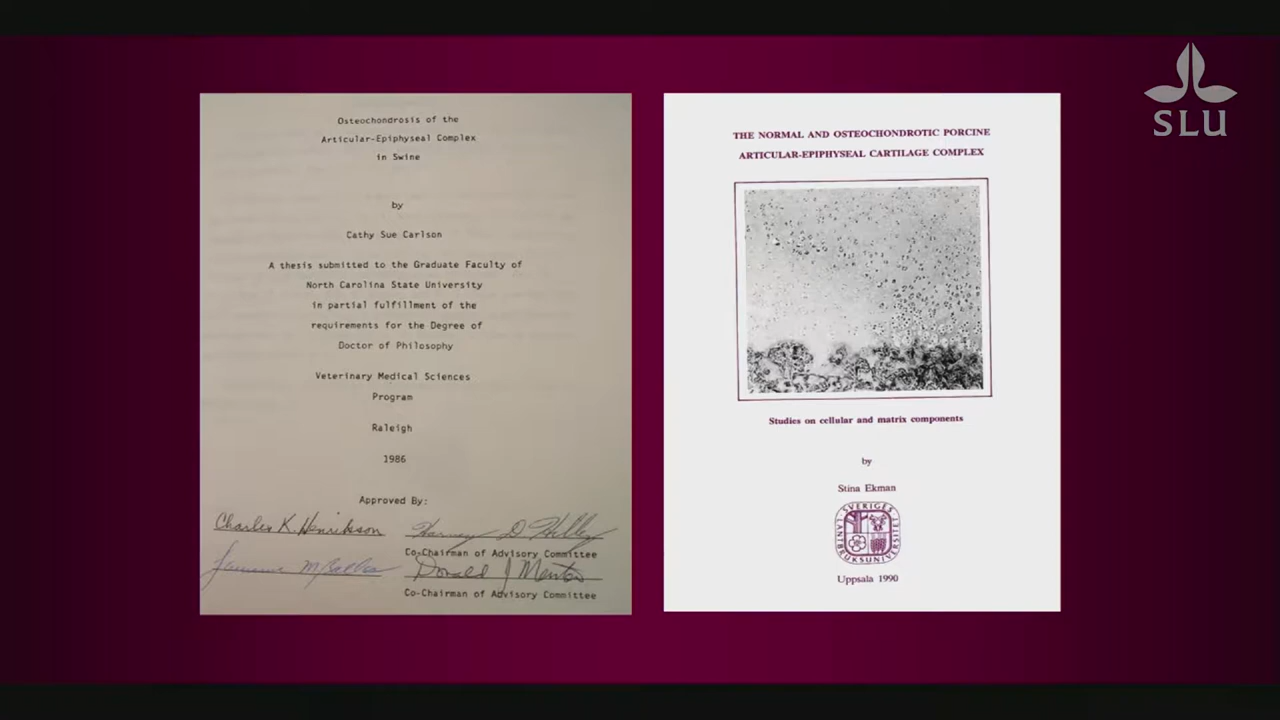 Osteochondrosis of the
Articular-Epiphyseal Complex
in Swine
by
Cathy Sue Carlson
A thesis submitted to the Graduate Faculty of
North Carolina State University
in partial fulfillment of the
requirements for the Degree of
Doctor of Philosophy
Veterinary Medical Sciences
Program
Raleigh
1986
Approved By:
Charles K. Henrikson
Co-Chairman of Advisory Committee
Donald J
Co-Chairman of Advisory Committee
THE NORMAL AND OSTEOCHONDROTIC PORCINE
ARTICULAR-EPIPHYSEAL CARTILAGE COMPLEX
Studies on cellular and matrix components
by
Stina Ekman
SVERIGES
LANTBRUKSUNIVERSITET
Uppsala 1990
SLU